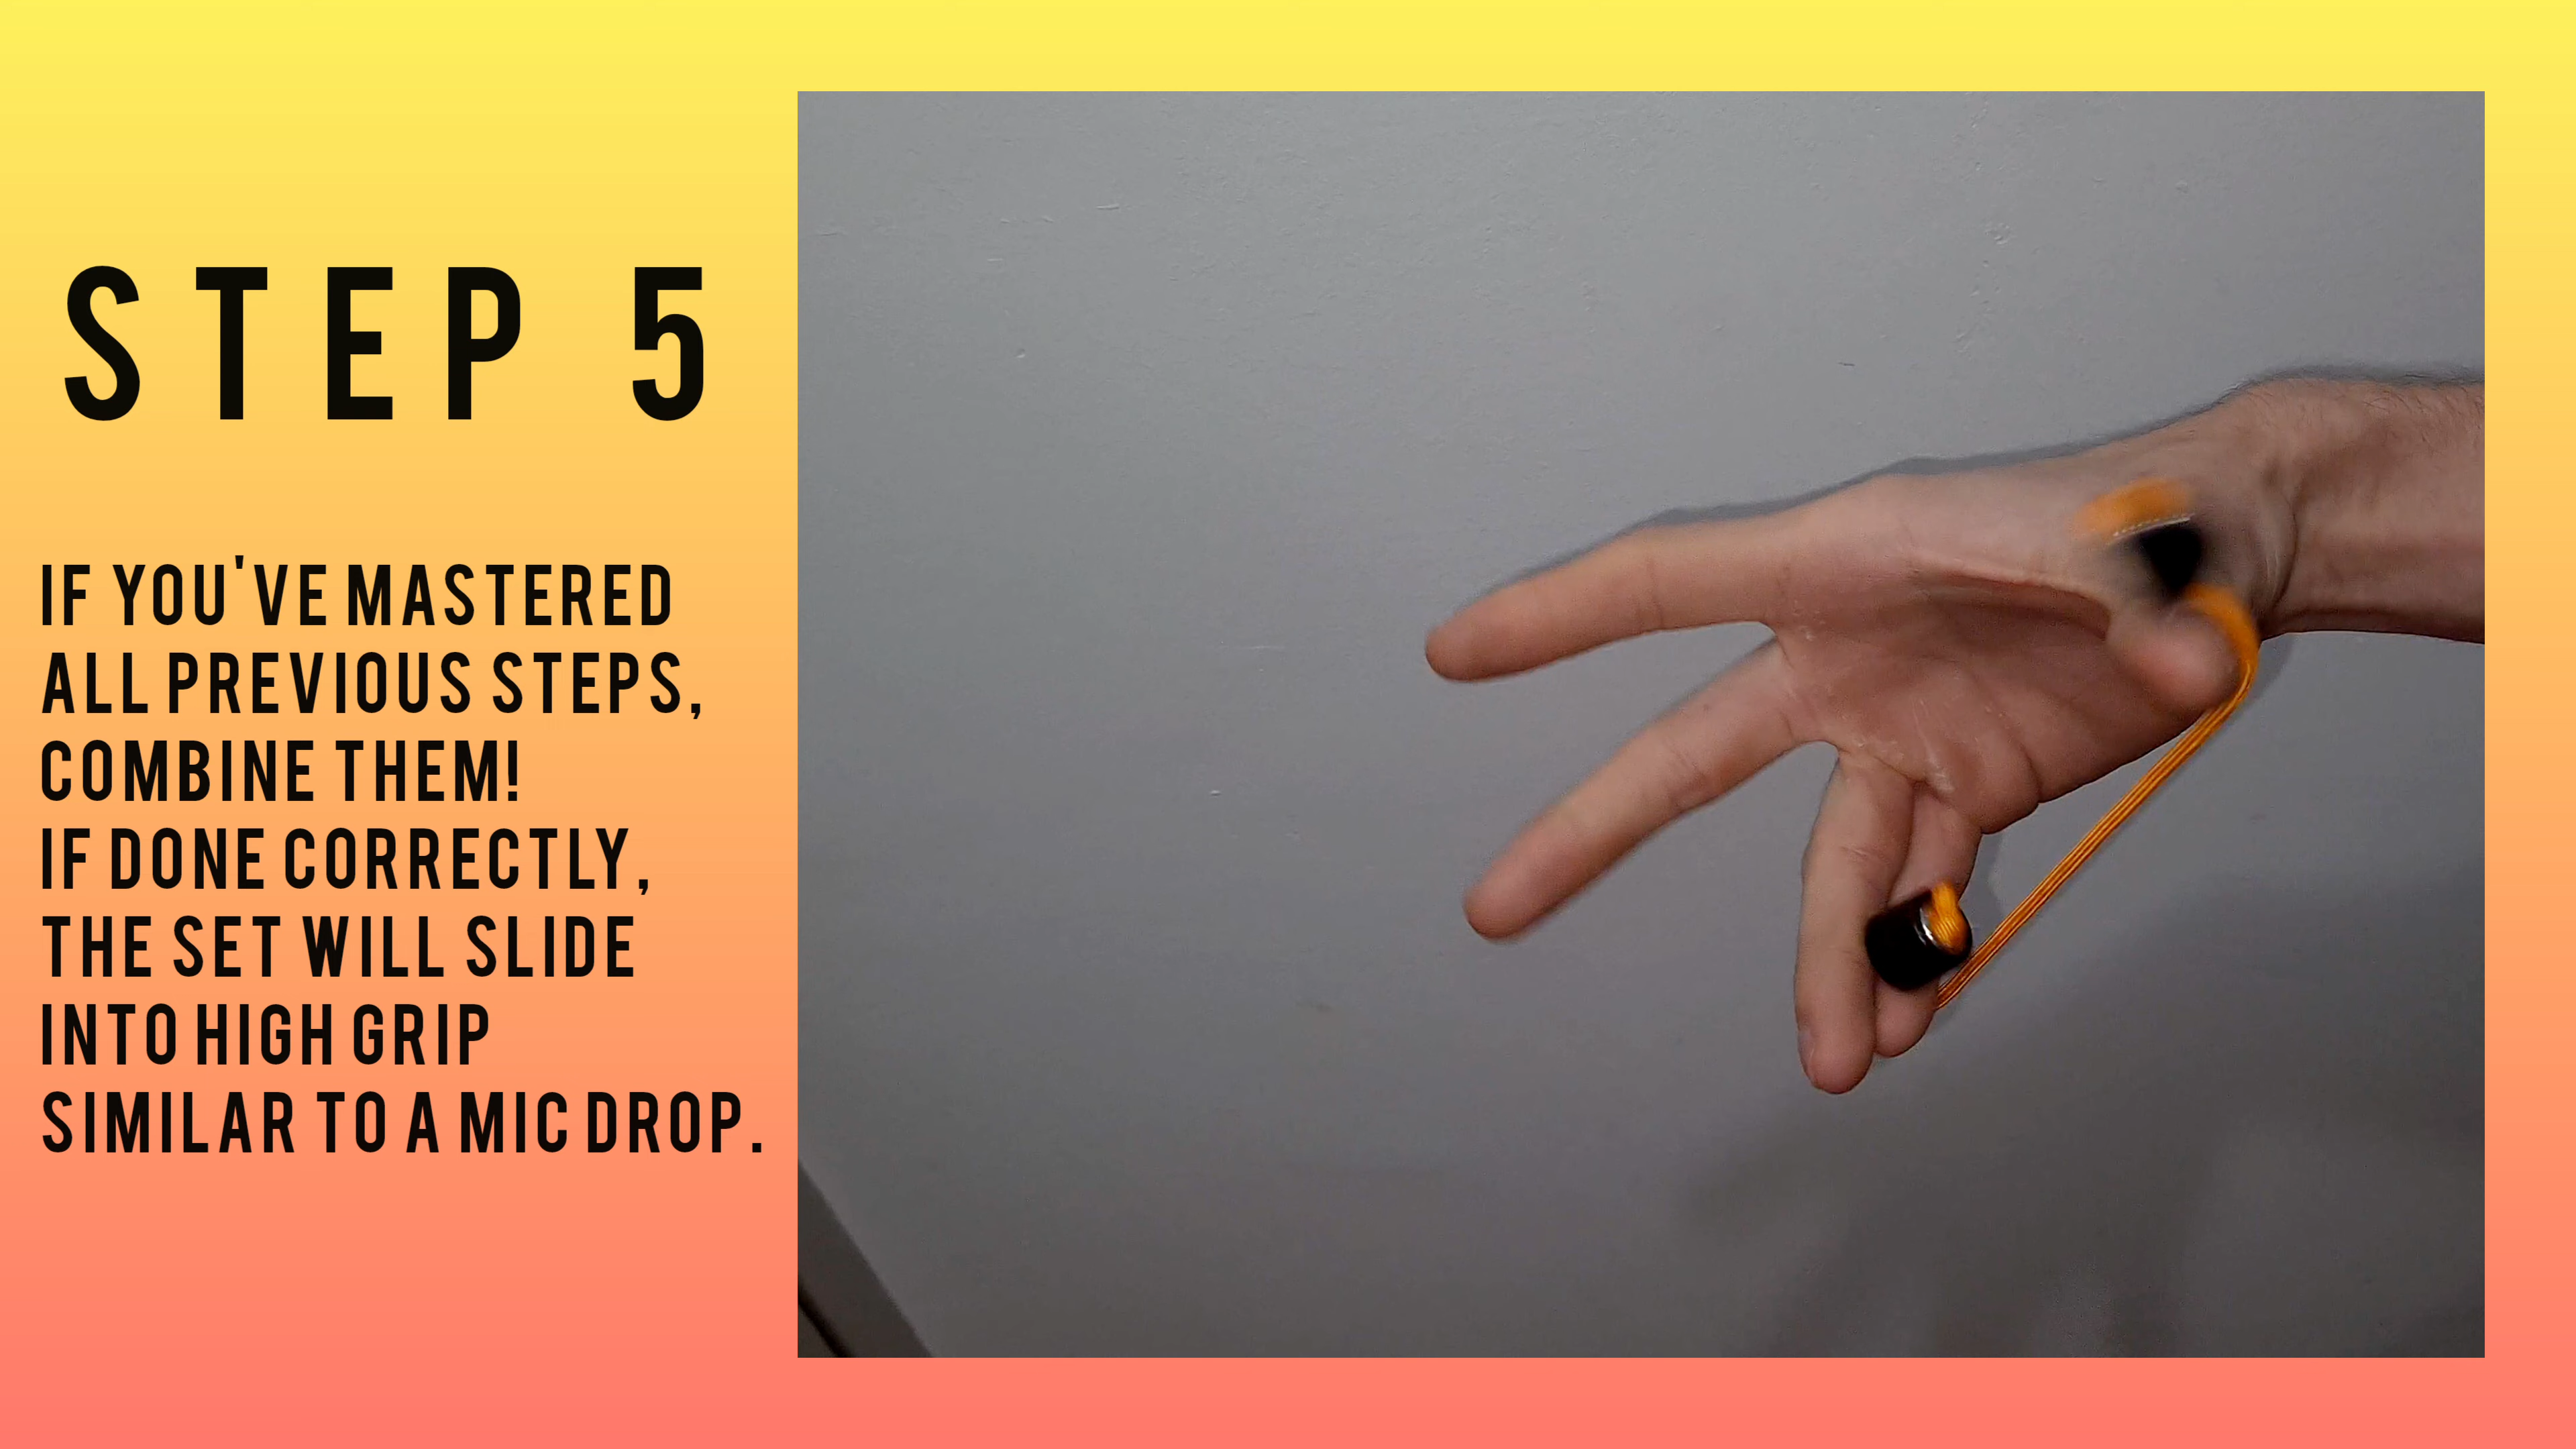 STEP 5
IF YOU'VE MASTERED
ALL PREVIOUS STEPS,
COMBINE THEM!
IF DONE CORRECTLY,
THE SET WILL SLIDE
INTO HIGH GRIP
SIMILAR TO A MIC DROP.